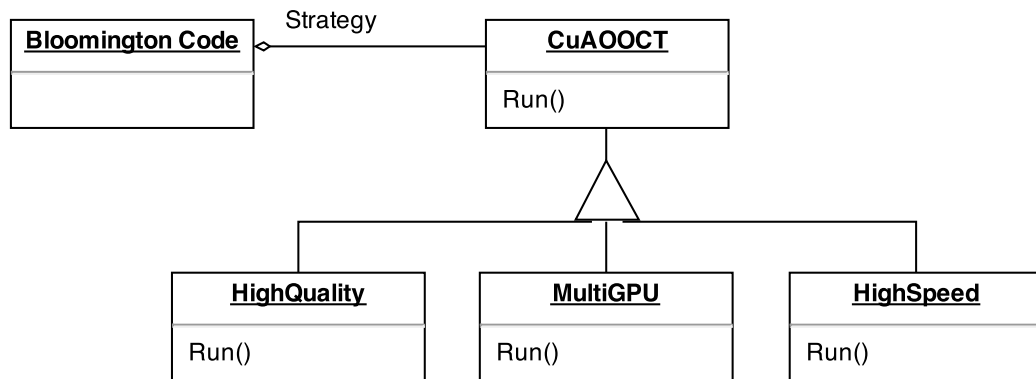 Strategy
Bloomington Code
CuAOOCT
Run()
HighQuality
MultiGPU
HighSpeed
Run()
Run()
Run()